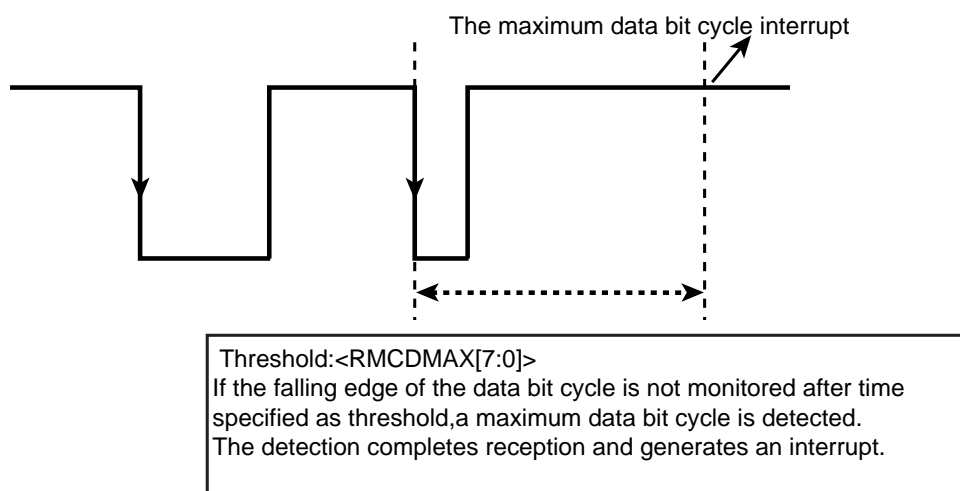 The maximum data bit cycle interrupt
Threshold:<RMCDMAX[7:0]>
If the falling edge of the data bit cycle is not monitored after time
specified as threshold,a maximum data bit cycle is detected.
The detection completes reception and generates an interrupt.